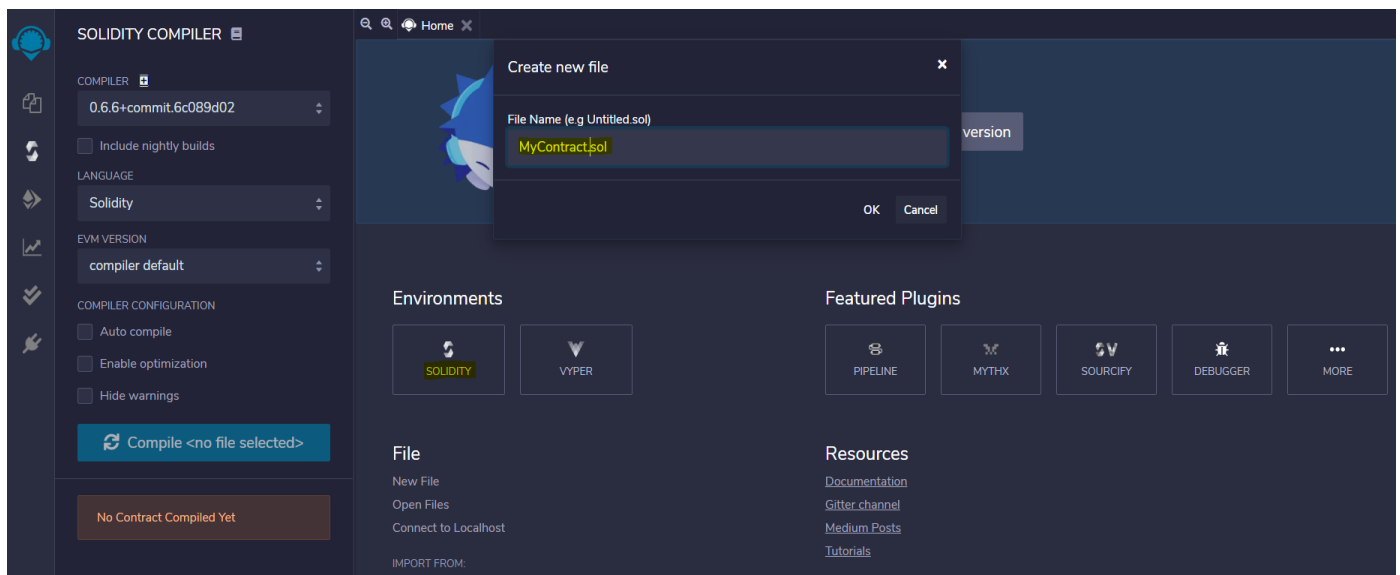 SOLIDITY COMPILER
COMPILER
0.6.6+commit.6c089d02
Include nightly builds
LANGUAGE
Solidity
EVM VERSION
compiler default
COMPILER CONFIGURATION
Auto compile
Enable optimization
Hide warnings
Compile <no file selected>
No Contract Compiled Yet
Home
Create new file
×
File Name (e.g Untitled.sol)
MyContract.sol
OK Cancel
version
Environments
SOLIDITY VYPER
Featured Plugins
PIPELINE MYTHX SOURCIFY DEBUGGER MORE
File
New File
Open Files
Connect to Localhost
IMPORT FROM:
Resources
Documentation
Gitter channel
Medium Posts
Tutorials